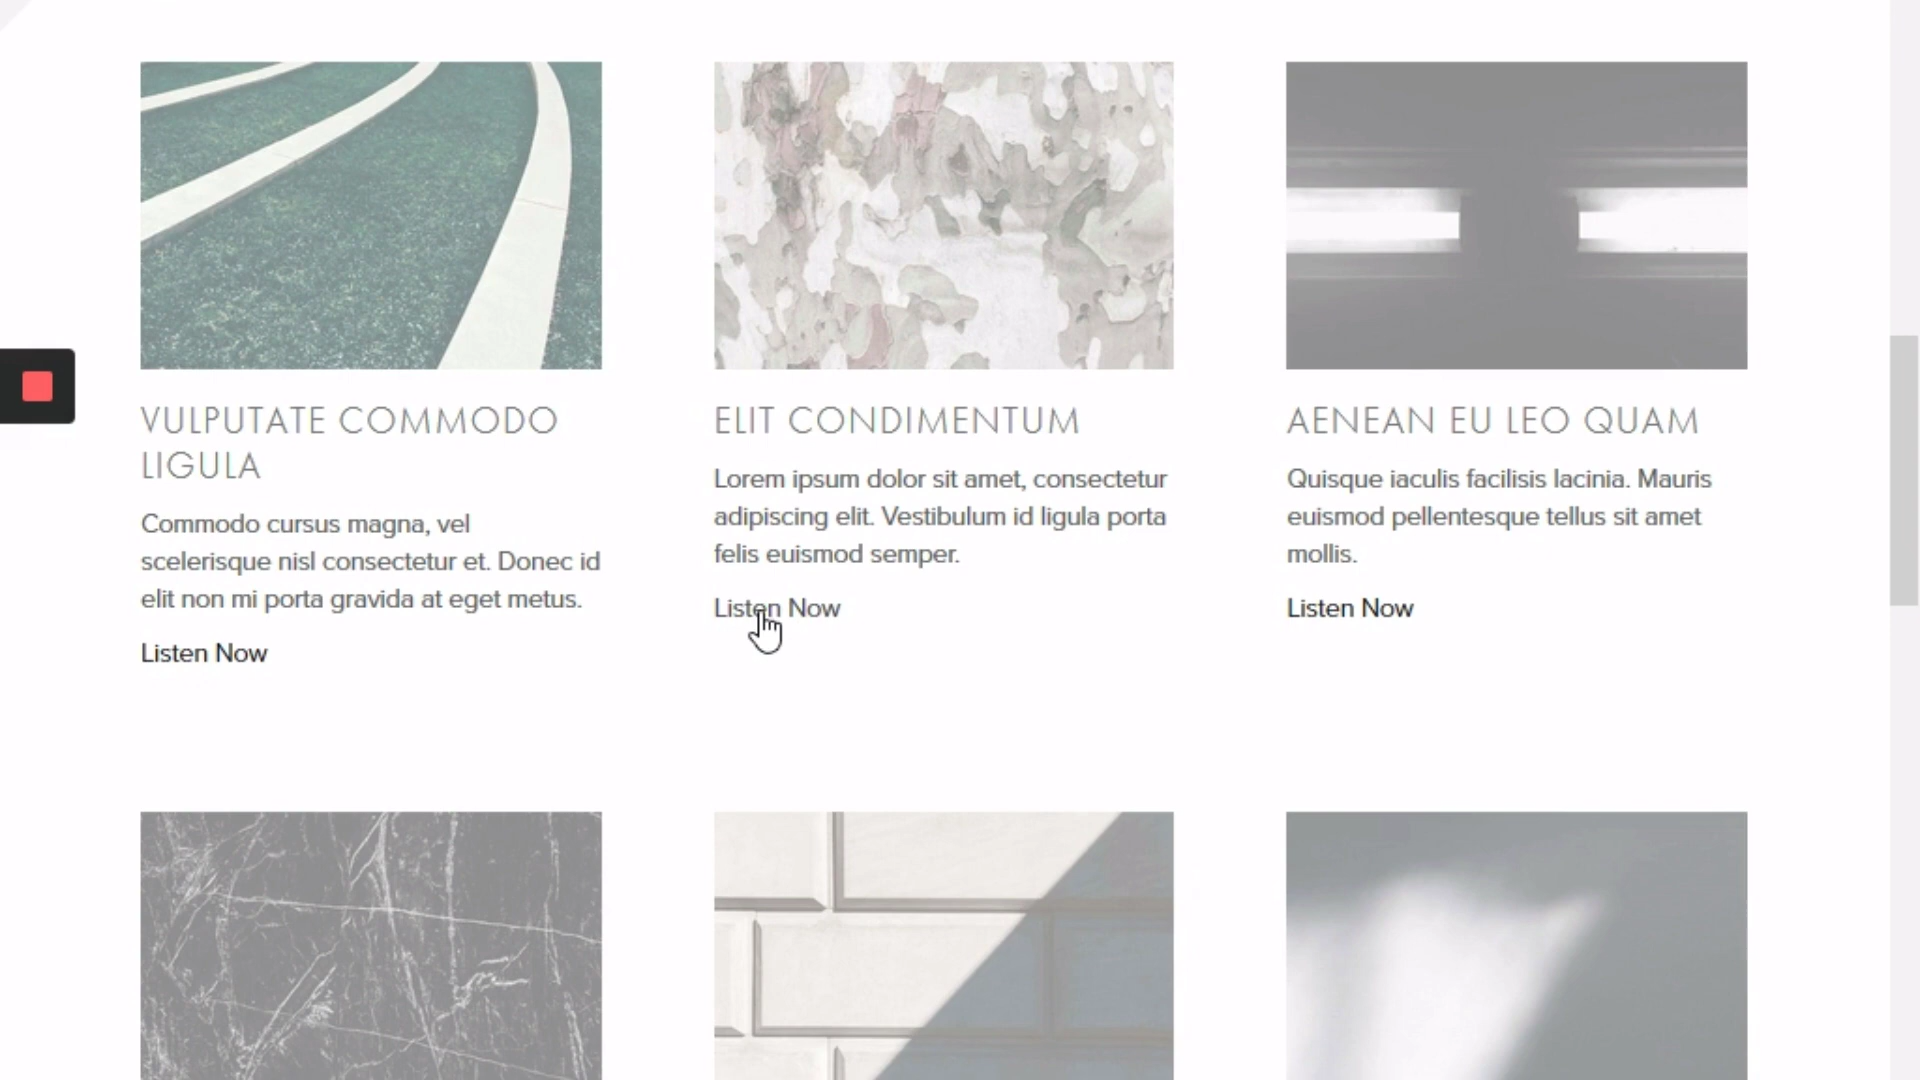 VULPUTATE COMMODO
LIGULA
Commodo cursus magna, vel
scelerisque nisl consectetur et. Donec id
elit non mi porta gravida at eget metus.
Listen Now
ELIT CONDIMENTUM
Lorem ipsum dolor sit amet, consectetur
adipiscing elit. Vestibulum id ligula porta
felis euismod semper.
Listen Now
AENEAN EU LEO QUAM
Quisque iaculis facilisis lacinia. Mauris
euismod pellentesque tellus sit amet
mollis.
Listen Now